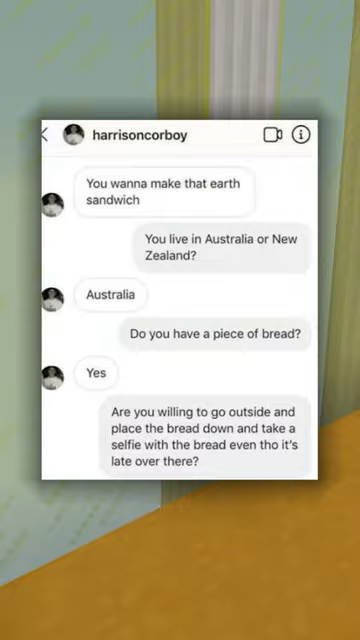 harrisoncorboy
You wanna make that earth
sandwich
You live in Australia or New
Zealand?
Australia
Do you have a piece of bread?
Yes
Are you willing to go outside and
place the bread down and take a
selfie with the bread even tho it's
late over there?